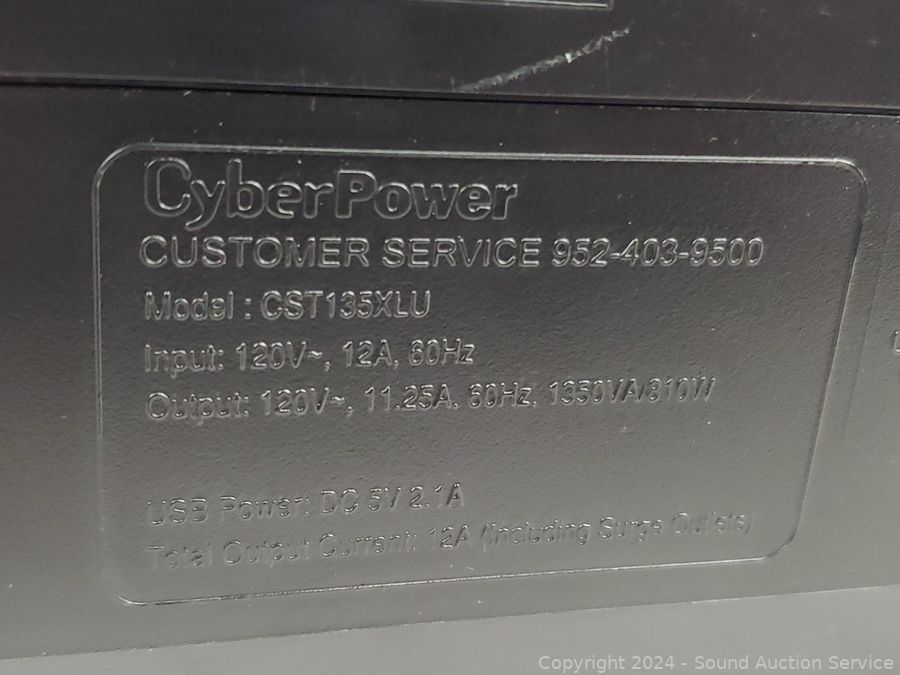 CyberPower
CUSTOMER SERVICE 952-403-9500
Model : CST135XLU
Input: 120V~, 12A, 60Hz
Output: 120V~, 11.25A, 60Hz, 1350VA/810W
USB Power: DC 5V 2.1A
Total Output Current: 12A (Including Surge Outlets)
Copyright © 2024 - Sound Auction Service